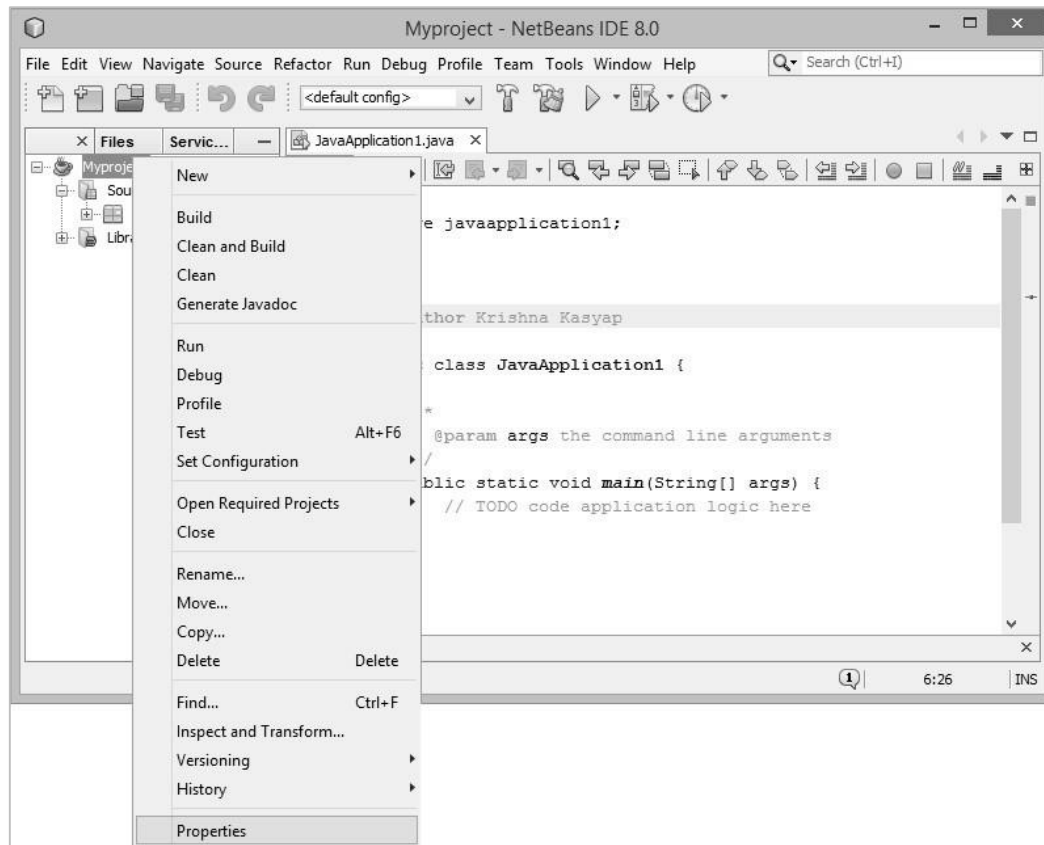 Myproject - NetBeans IDE 8.0
File Edit View Navigate Source Refactor Run Debug Profile Team Tools Window Help
Search (Ctrl+I)
<default config>
Files Servic... JavaApplication1.java
Myproje
Sou
Libra
New
Build
Clean and Build
Clean
Generate Javadoc
Run
Debug
Profile
Test Alt+F6
Set Configuration
Open Required Projects
Close
Rename...
Move...
Copy...
Delete Delete
Find... Ctrl+F
Inspect and Transform...
Versioning
History
Properties
e javaapplication1;
thor Krishna Kasyap
class JavaApplication1 {
*
@param args the command line arguments
/
blic static void main(String[] args) {
// TODO code application logic here
1 6:26 INS